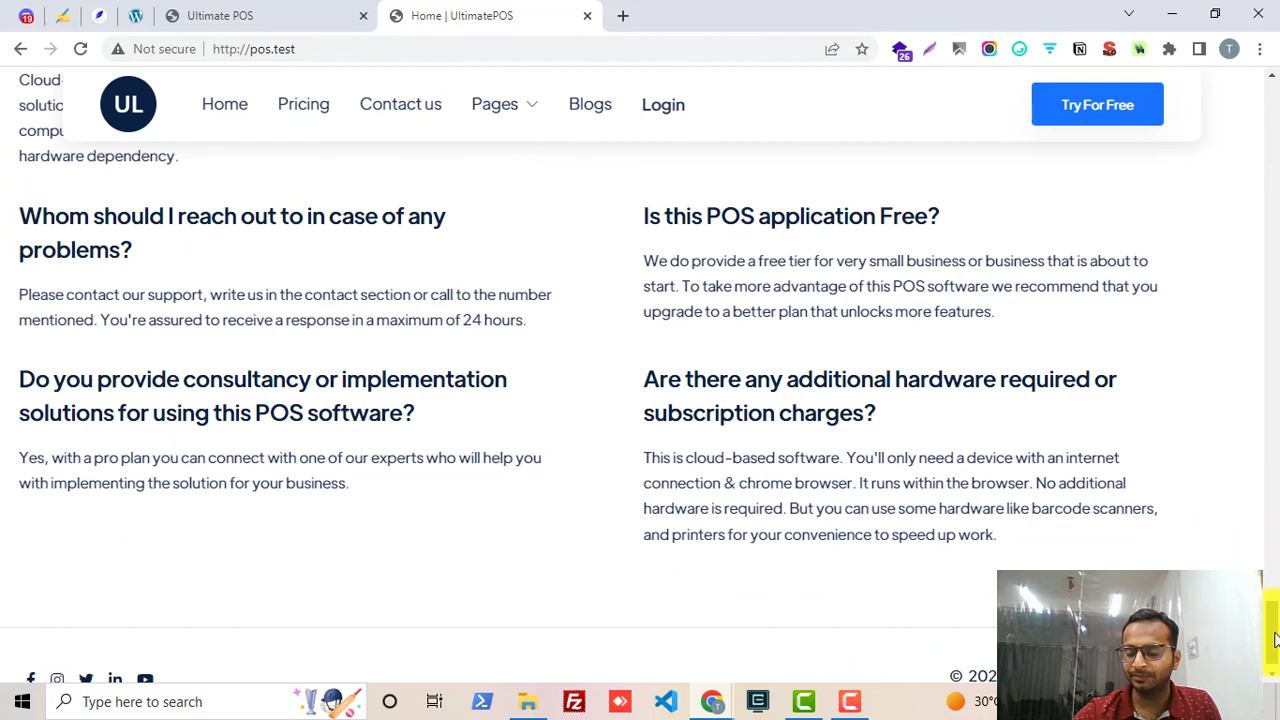 19
Ultimate POS
Home | UltimatePOS
Not secure
http://pos.test
26
T
Cloud-
solutio
compu
hardware dependency.
UL
Home
Pricing
Contact us
Pages
Blogs
Login
Try For Free
Whom should I reach out to in case of any
problems?
Please contact our support, write us in the contact section or call to the number
mentioned. You're assured to receive a response in a maximum of 24 hours.
Is this POS application Free?
We do provide a free tier for very small business or business that is about to
start. To take more advantage of this POS software we recommend that you
upgrade to a better plan that unlocks more features.
Do you provide consultancy or implementation
solutions for using this POS software?
Yes, with a pro plan you can connect with one of our experts who will help you
with implementing the solution for your business.
Are there any additional hardware required or
subscription charges?
This is cloud-based software. You'll only need a device with an internet
connection & chrome browser. It runs within the browser. No additional
hardware is required. But you can use some hardware like barcode scanners,
and printers for your convenience to speed up work.
© 202
Type here to search
30°